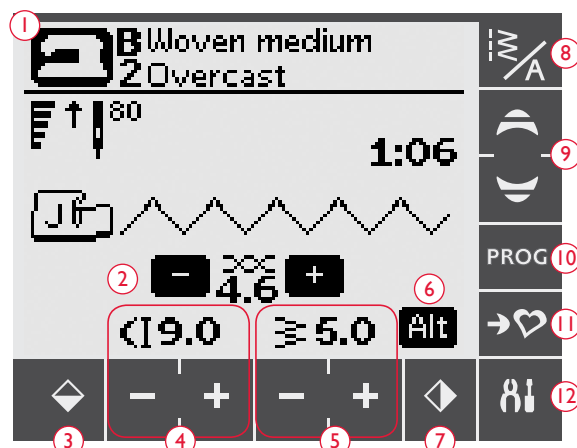 1
B Woven medium
2 Overcast
80
1:06
J
2
− 4.6 +
6
9.0
5.0
Alt
− +
− +
3
4
5
7
A
8
9
PROG
10
11
12